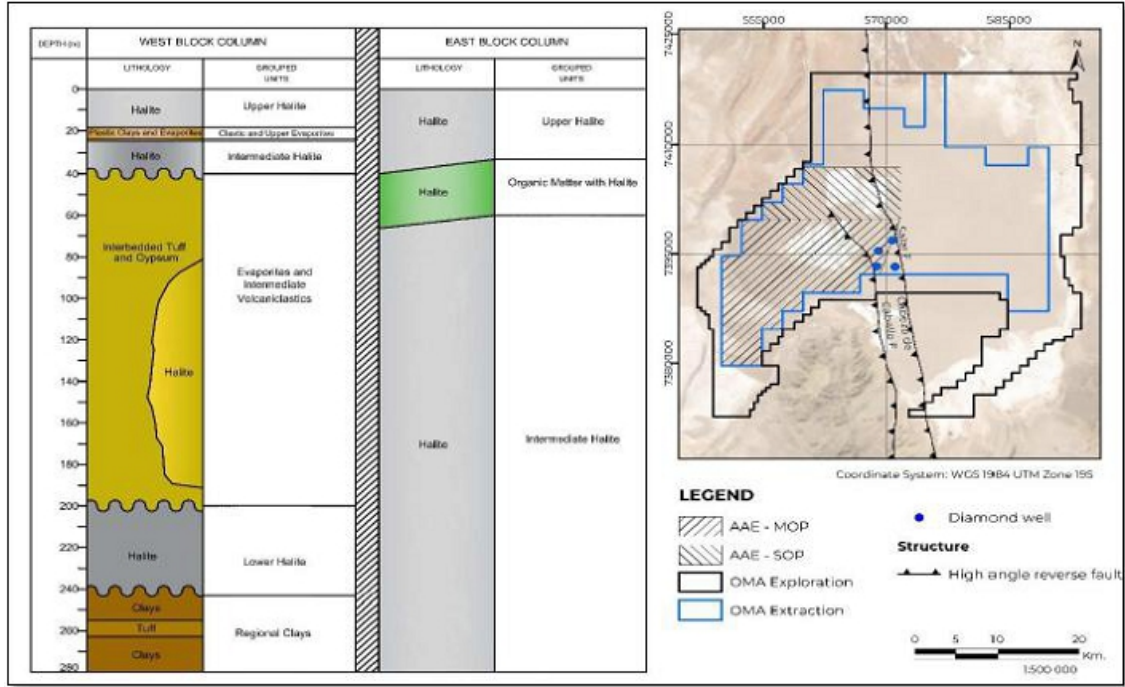 DEPTH (m)
WEST BLOCK COLUMN
EAST BLOCK COLUMN
LITHOLOGY
GROUPED
UNITS
LITHOLOGY
GROUPED
UNITS
0
20
40
60
80
100
120
140
160
180
200
220
240
260
280
Halite
Plastic Clays and Evaporites
Halite
Interbedded Tuff
and Gypsum
Halite
Halite
Clays
Tuff
Clays
Upper Halite
Clastic and Upper Evaporites
Intermediate Halite
Evaporites and
Intermediate
Volcaniclastics
Lower Halite
Regional Clays
Halite
Halite
Halite
Upper Halite
Organic Matter with Halite
Intermediate Halite
555000
570000
585000
7425000
7410000
7395000
7380000
N
Cabeza de
Caballo F.
Coordinate System: WGS 1984 UTM Zone 19S
LEGEND
AAE - MOP
AAE - SOP
OMA Exploration
OMA Extraction
Diamond well
Structure
High angle reverse fault
0 5 10 20
Km.
1:500 000